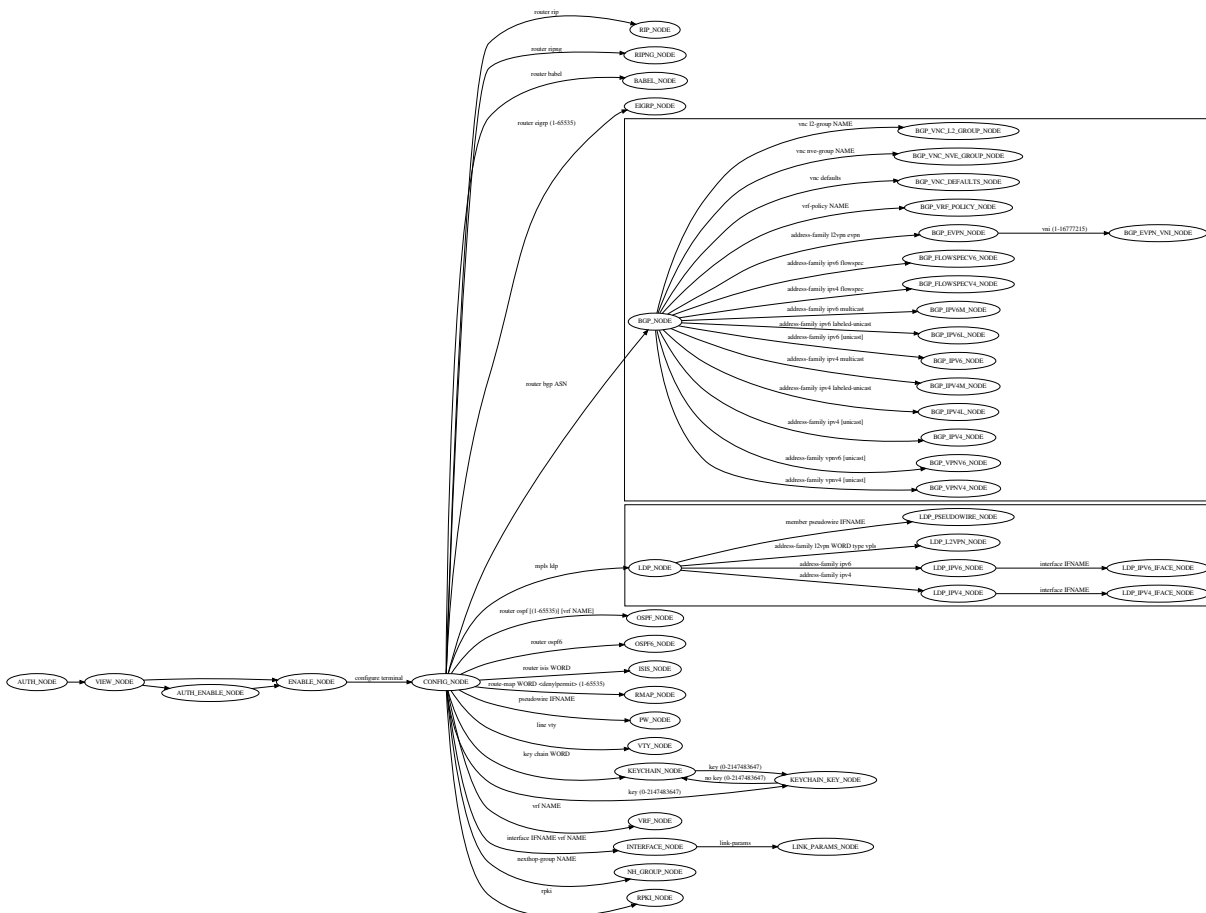 router rip
RIP_NODE
router ripng
RIPNG_NODE
router babel
BABEL_NODE
router eigrp (1-65535)
EIGRP_NODE
vnc l2-group NAME
BGP_VNC_L2_GROUP_NODE
vnc nve-group NAME
BGP_VNC_NVE_GROUP_NODE
vnc defaults
BGP_VNC_DEFAULTS_NODE
vrf-policy NAME
BGP_VRF_POLICY_NODE
address-family l2vpn evpn
BGP_EVPN_NODE
vni (1-16777215)
BGP_EVPN_VNI_NODE
address-family ipv6 flowspec
BGP_FLOWSPECV6_NODE
address-family ipv4 flowspec
BGP_FLOWSPECV4_NODE
address-family ipv6 multicast
BGP_IPV6M_NODE
BGP_NODE
address-family ipv6 labeled-unicast
BGP_IPV6L_NODE
address-family ipv6 [unicast]
BGP_IPV6_NODE
address-family ipv4 multicast
BGP_IPV4M_NODE
router bgp ASN
address-family ipv4 labeled-unicast
BGP_IPV4L_NODE
address-family ipv4 [unicast]
BGP_IPV4_NODE
address-family vpnv6 [unicast]
BGP_VPNV6_NODE
address-family vpnv4 [unicast]
BGP_VPNV4_NODE
member pseudowire IFNAME
LDP_PSEUDOWIRE_NODE
address-family l2vpn WORD type vpls
LDP_L2VPN_NODE
mpls ldp
LDP_NODE
address-family ipv6
LDP_IPV6_NODE
interface IFNAME
LDP_IPV6_IFACE_NODE
address-family ipv4
LDP_IPV4_NODE
interface IFNAME
LDP_IPV4_IFACE_NODE
router ospf [(1-65535)] [vrf NAME]
OSPF_NODE
router ospf6
OSPF6_NODE
router isis WORD
ISIS_NODE
AUTH_NODE
VIEW_NODE
AUTH_ENABLE_NODE
ENABLE_NODE
configure terminal
CONFIG_NODE
route-map WORD <deny|permit> (1-65535)
RMAP_NODE
pseudowire IFNAME
PW_NODE
line vty
VTY_NODE
key chain WORD
KEYCHAIN_NODE
key (0-2147483647)
no key (0-2147483647)
KEYCHAIN_KEY_NODE
key (0-2147483647)
vrf NAME
VRF_NODE
interface IFNAME vrf NAME
INTERFACE_NODE
link-params
LINK_PARAMS_NODE
nexthop-group NAME
NH_GROUP_NODE
rpki
RPKI_NODE